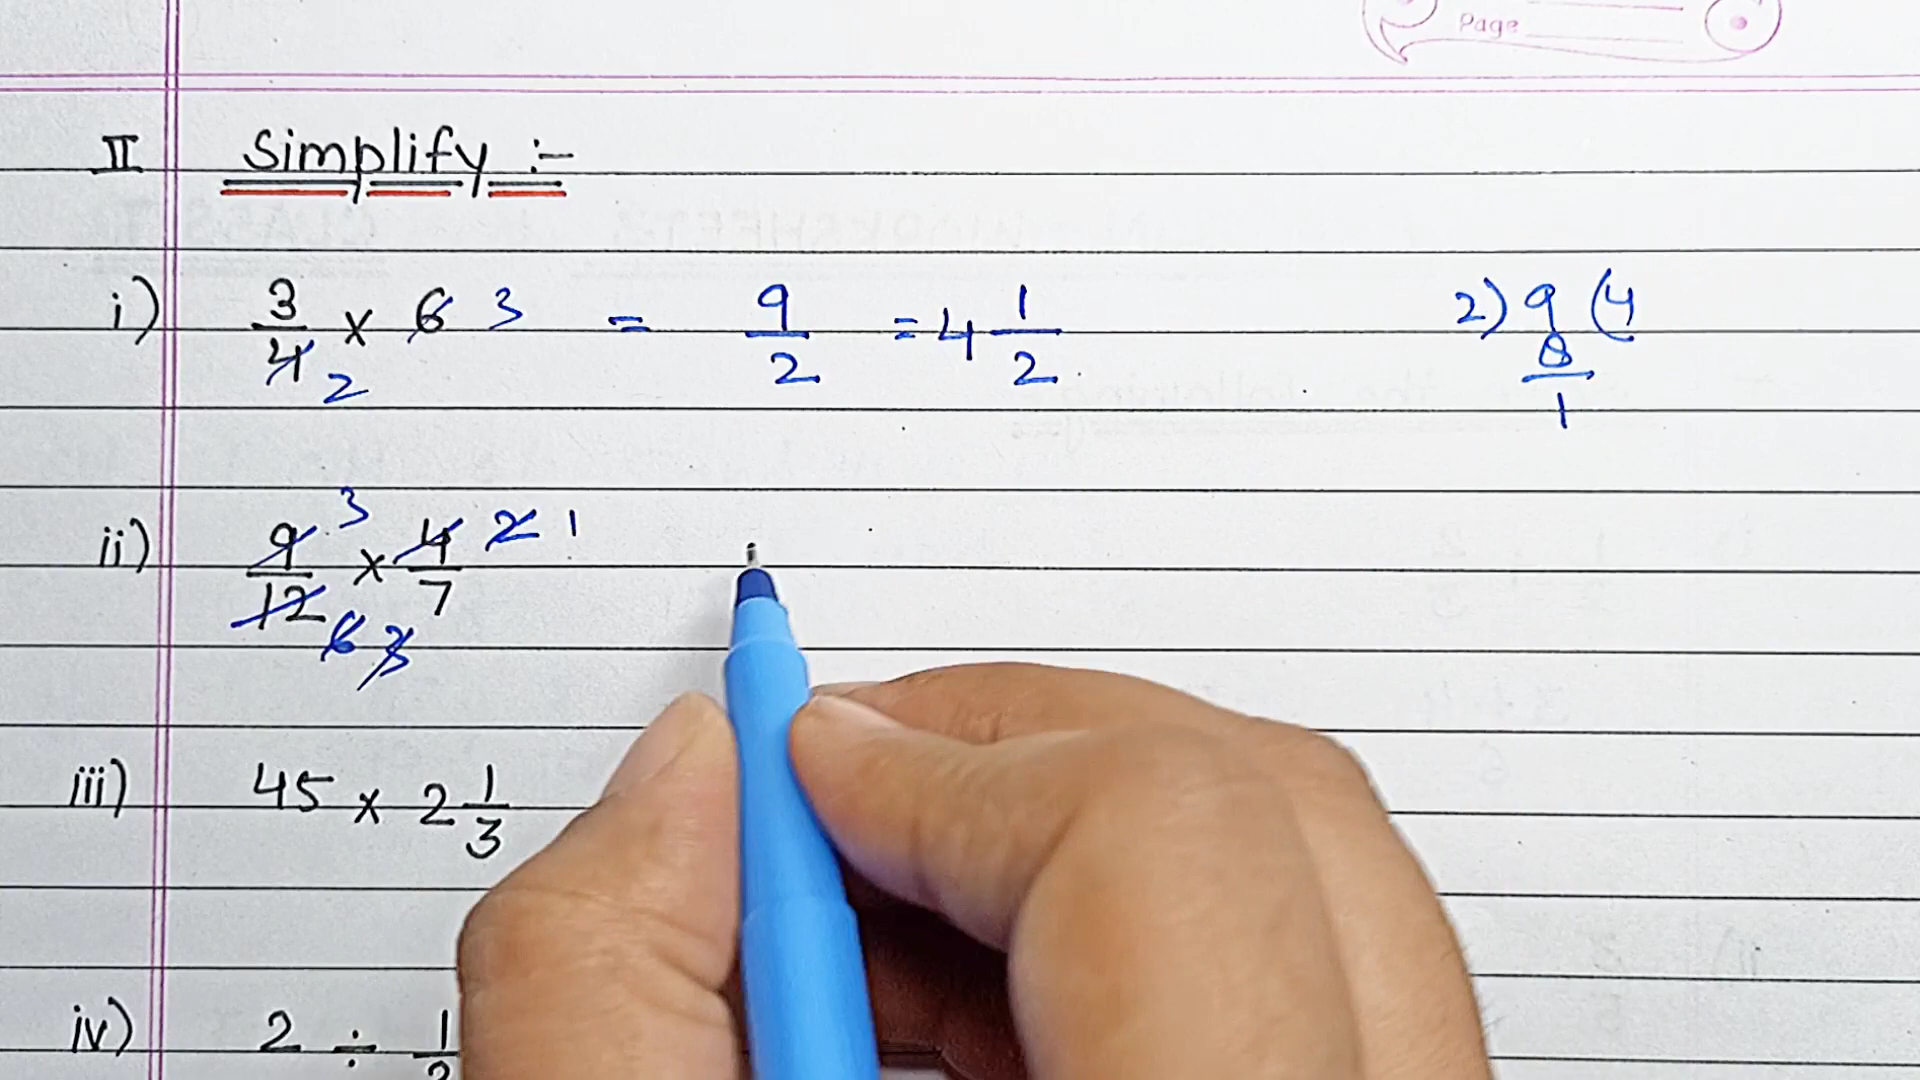 Page
II Simplify :-
i) 3/4 2 × 6 3 = 9/2 = 4 1/2 2) 9 (4
8
1
ii) 9 3/12 6 3 × 4 2 1/7
iii) 45 × 2 1/3
iv) 2 ÷ 1